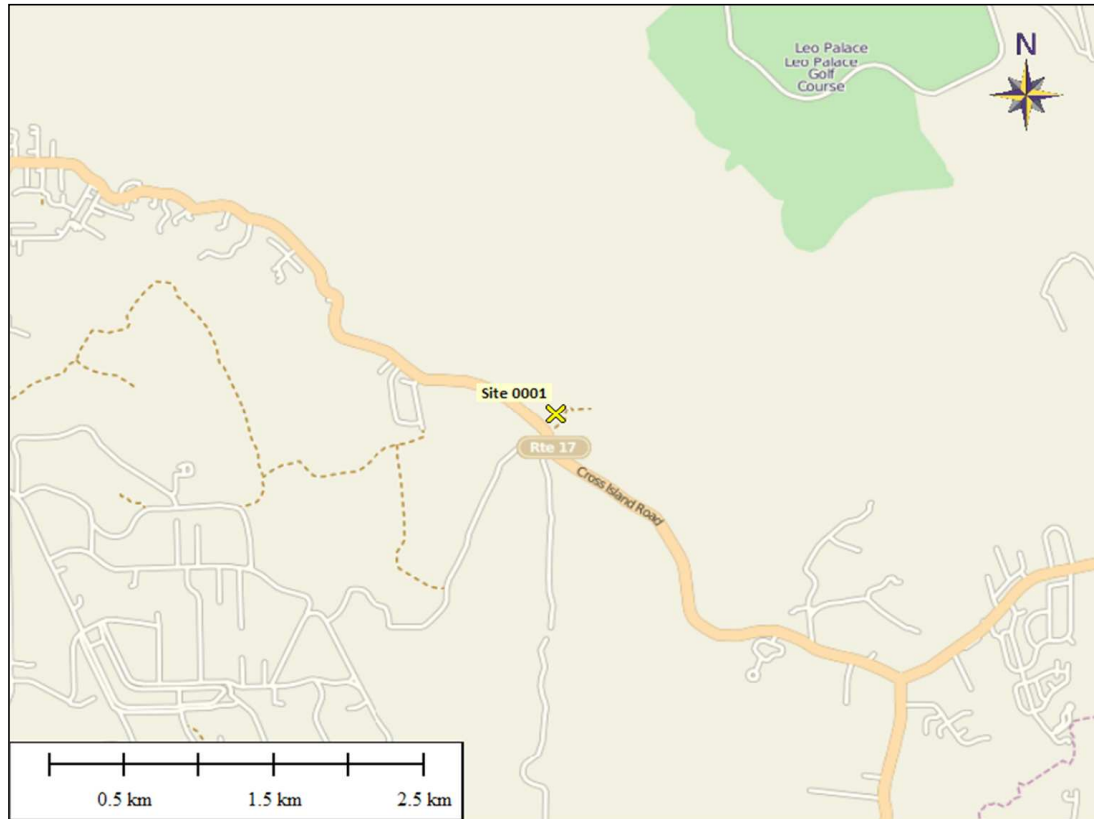 Leo Palace
Leo Palace
Golf
Course
N
Site 0001
Rte 17
Cross Island Road
0.5 km 1.5 km 2.5 km